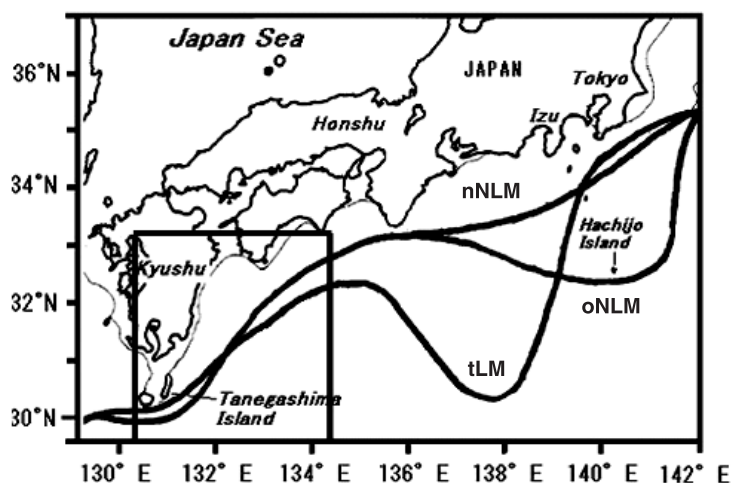 Japan Sea
36°N
JAPAN
Tokyo
Izu
Honshu
34°N
nNLM
Hachijo
Island
Kyushu
32°N
oNLM
tLM
Tanegashima
Island
30°N
130° E 132° E 134° E 136° E 138° E 140° E 142° E